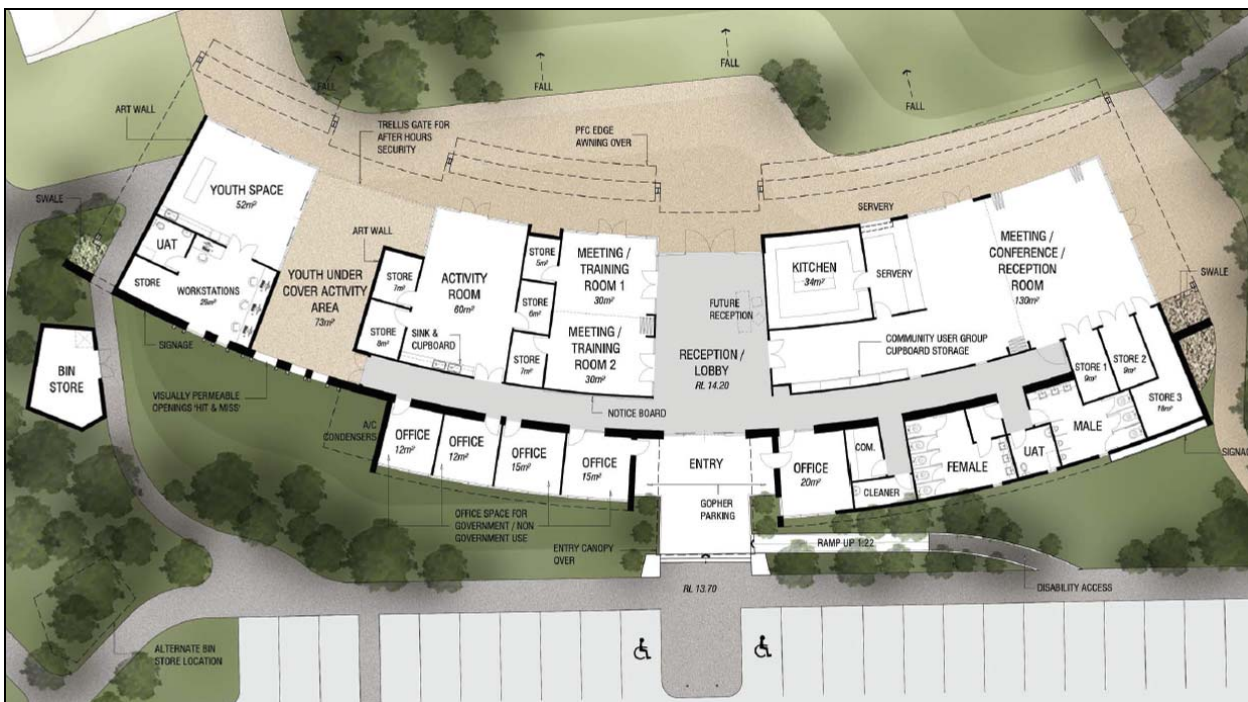 FALL
FALL
FALL
FALL
ART WALL
TRELLIS GATE FOR
AFTER HOURS
SECURITY
PFC EDGE
AWNING OVER
SWALE
YOUTH SPACE
52m²
UAT
STORE
WORKSTATIONS
SIGNAGE
BIN
STORE
VISUALLY PERMEABLE
OPENINGS 'HIT & MISS'
YOUTH UNDER
COVER ACTIVITY
AREA
73m²
ART WALL
STORE
7m²
STORE
8m²
ACTIVITY
ROOM
60m²
SINK &
CUPBOARD
STORE
5m²
STORE
6m²
STORE
7m²
MEETING /
TRAINING
ROOM 1
30m²
MEETING /
TRAINING
ROOM 2
30m²
NOTICE BOARD
FUTURE
RECEPTION
RECEPTION /
LOBBY
RL 14.20
KITCHEN
34m²
SERVERY
SERVERY
MEETING /
CONFERENCE /
RECEPTION
ROOM
130m²
COMMUNITY USER GROUP
CUPBOARD STORAGE
SWALE
STORE 1
9m²
STORE 2
9m²
STORE 3
SIGNAG
A/C
CONDENSERS
OFFICE
12m²
OFFICE
12m²
OFFICE
15m²
OFFICE
15m²
OFFICE SPACE FOR
GOVERNMENT / NON
GOVERNMENT USE
ENTRY
GOPHER
PARKING
ENTRY CANOPY
OVER
OFFICE
20m²
COM.
CLEANER
FEMALE
UAT
MALE
RAMP UP 1:22
DISABILITY ACCESS
RL 13.70
ALTERNATE BIN
STORE LOCATION